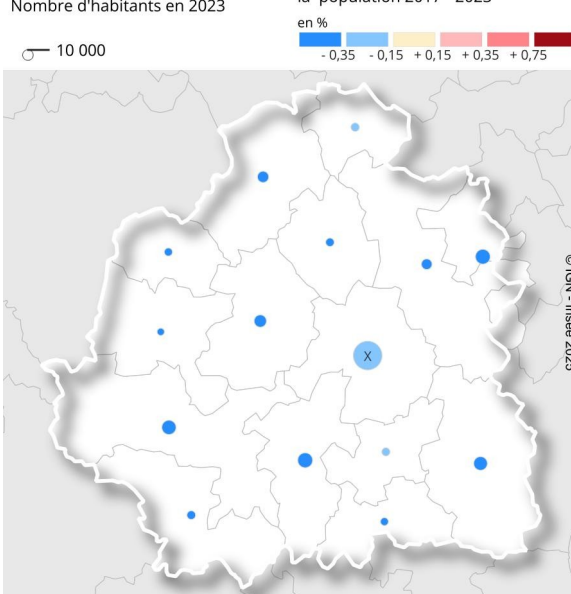 Nombre d'habitants en 2023
la population 2017 - 2023
en %
10 000
- 0,35 - 0,15 + 0,15 + 0,35 + 0,75
X
© IGN - Insee 2025